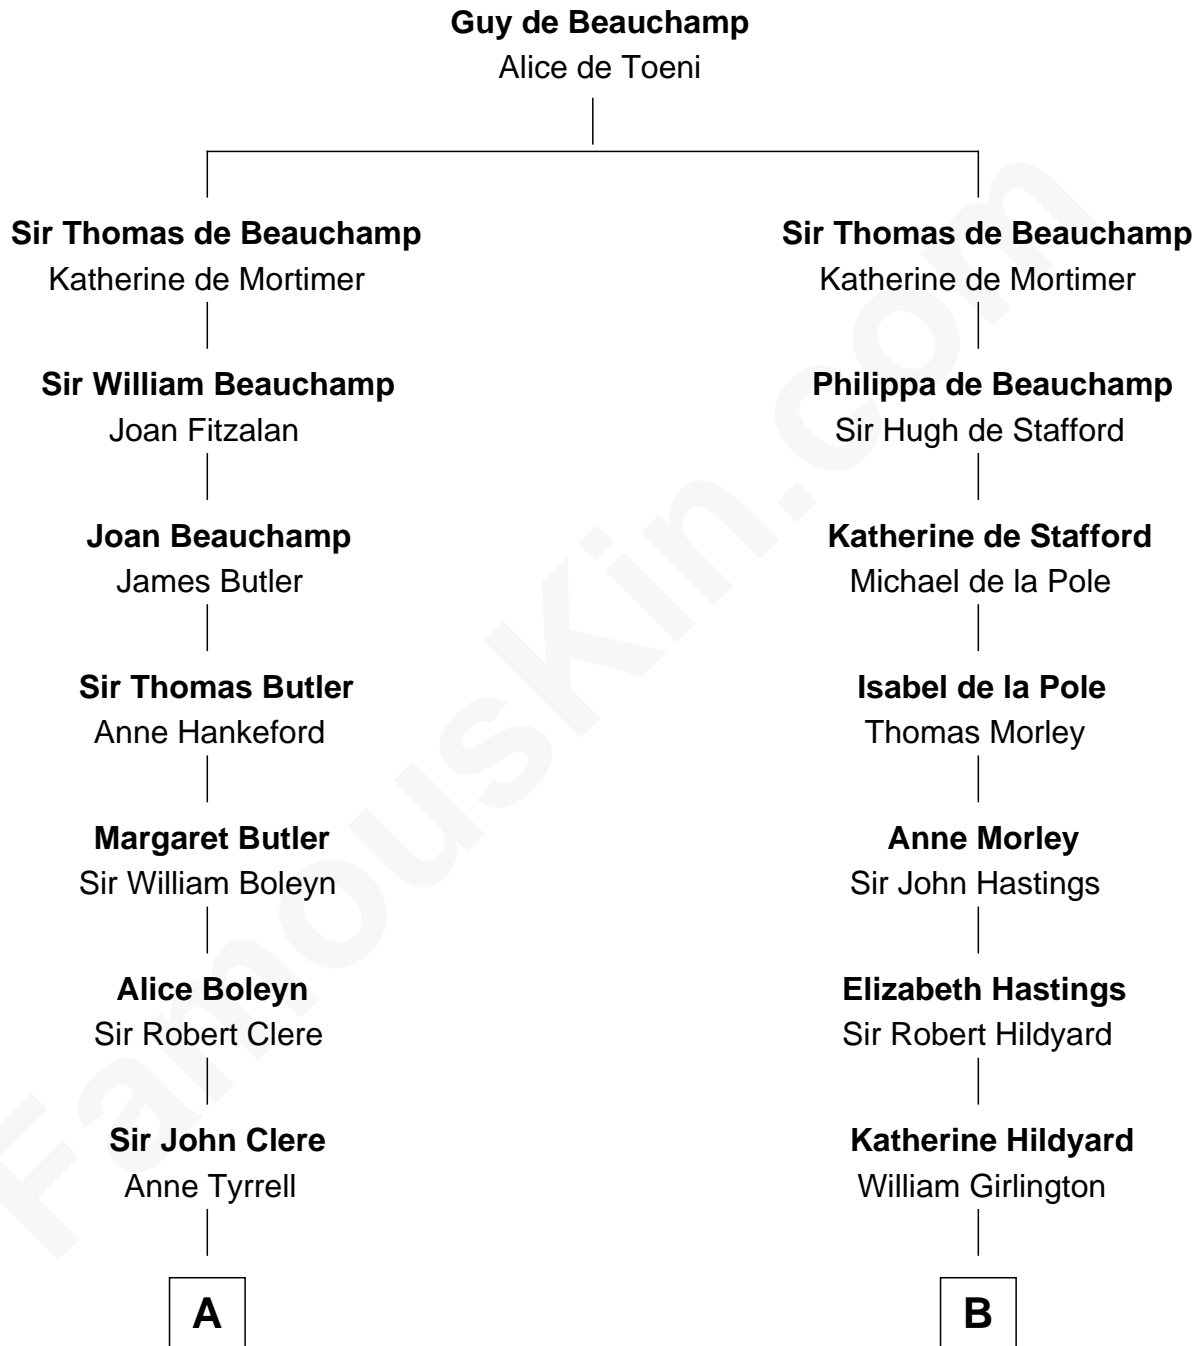 Guy de Beauchamp
Alice de Toeni
Sir Thomas de Beauchamp
Katherine de Mortimer
Sir William Beauchamp
Joan Fitzalan
Joan Beauchamp
James Butler
Sir Thomas Butler
Anne Hankeford
Margaret Butler
Sir William Boleyn
Alice Boleyn
Sir Robert Clere
Sir John Clere
Anne Tyrrell
A
Sir Thomas de Beauchamp
Katherine de Mortimer
Philippa de Beauchamp
Sir Hugh de Stafford
Katherine de Stafford
Michael de la Pole
Isabel de la Pole
Thomas Morley
Anne Morley
Sir John Hastings
Elizabeth Hastings
Sir Robert Hildyard
Katherine Hildyard
William Girlington
B
FamousKin.com